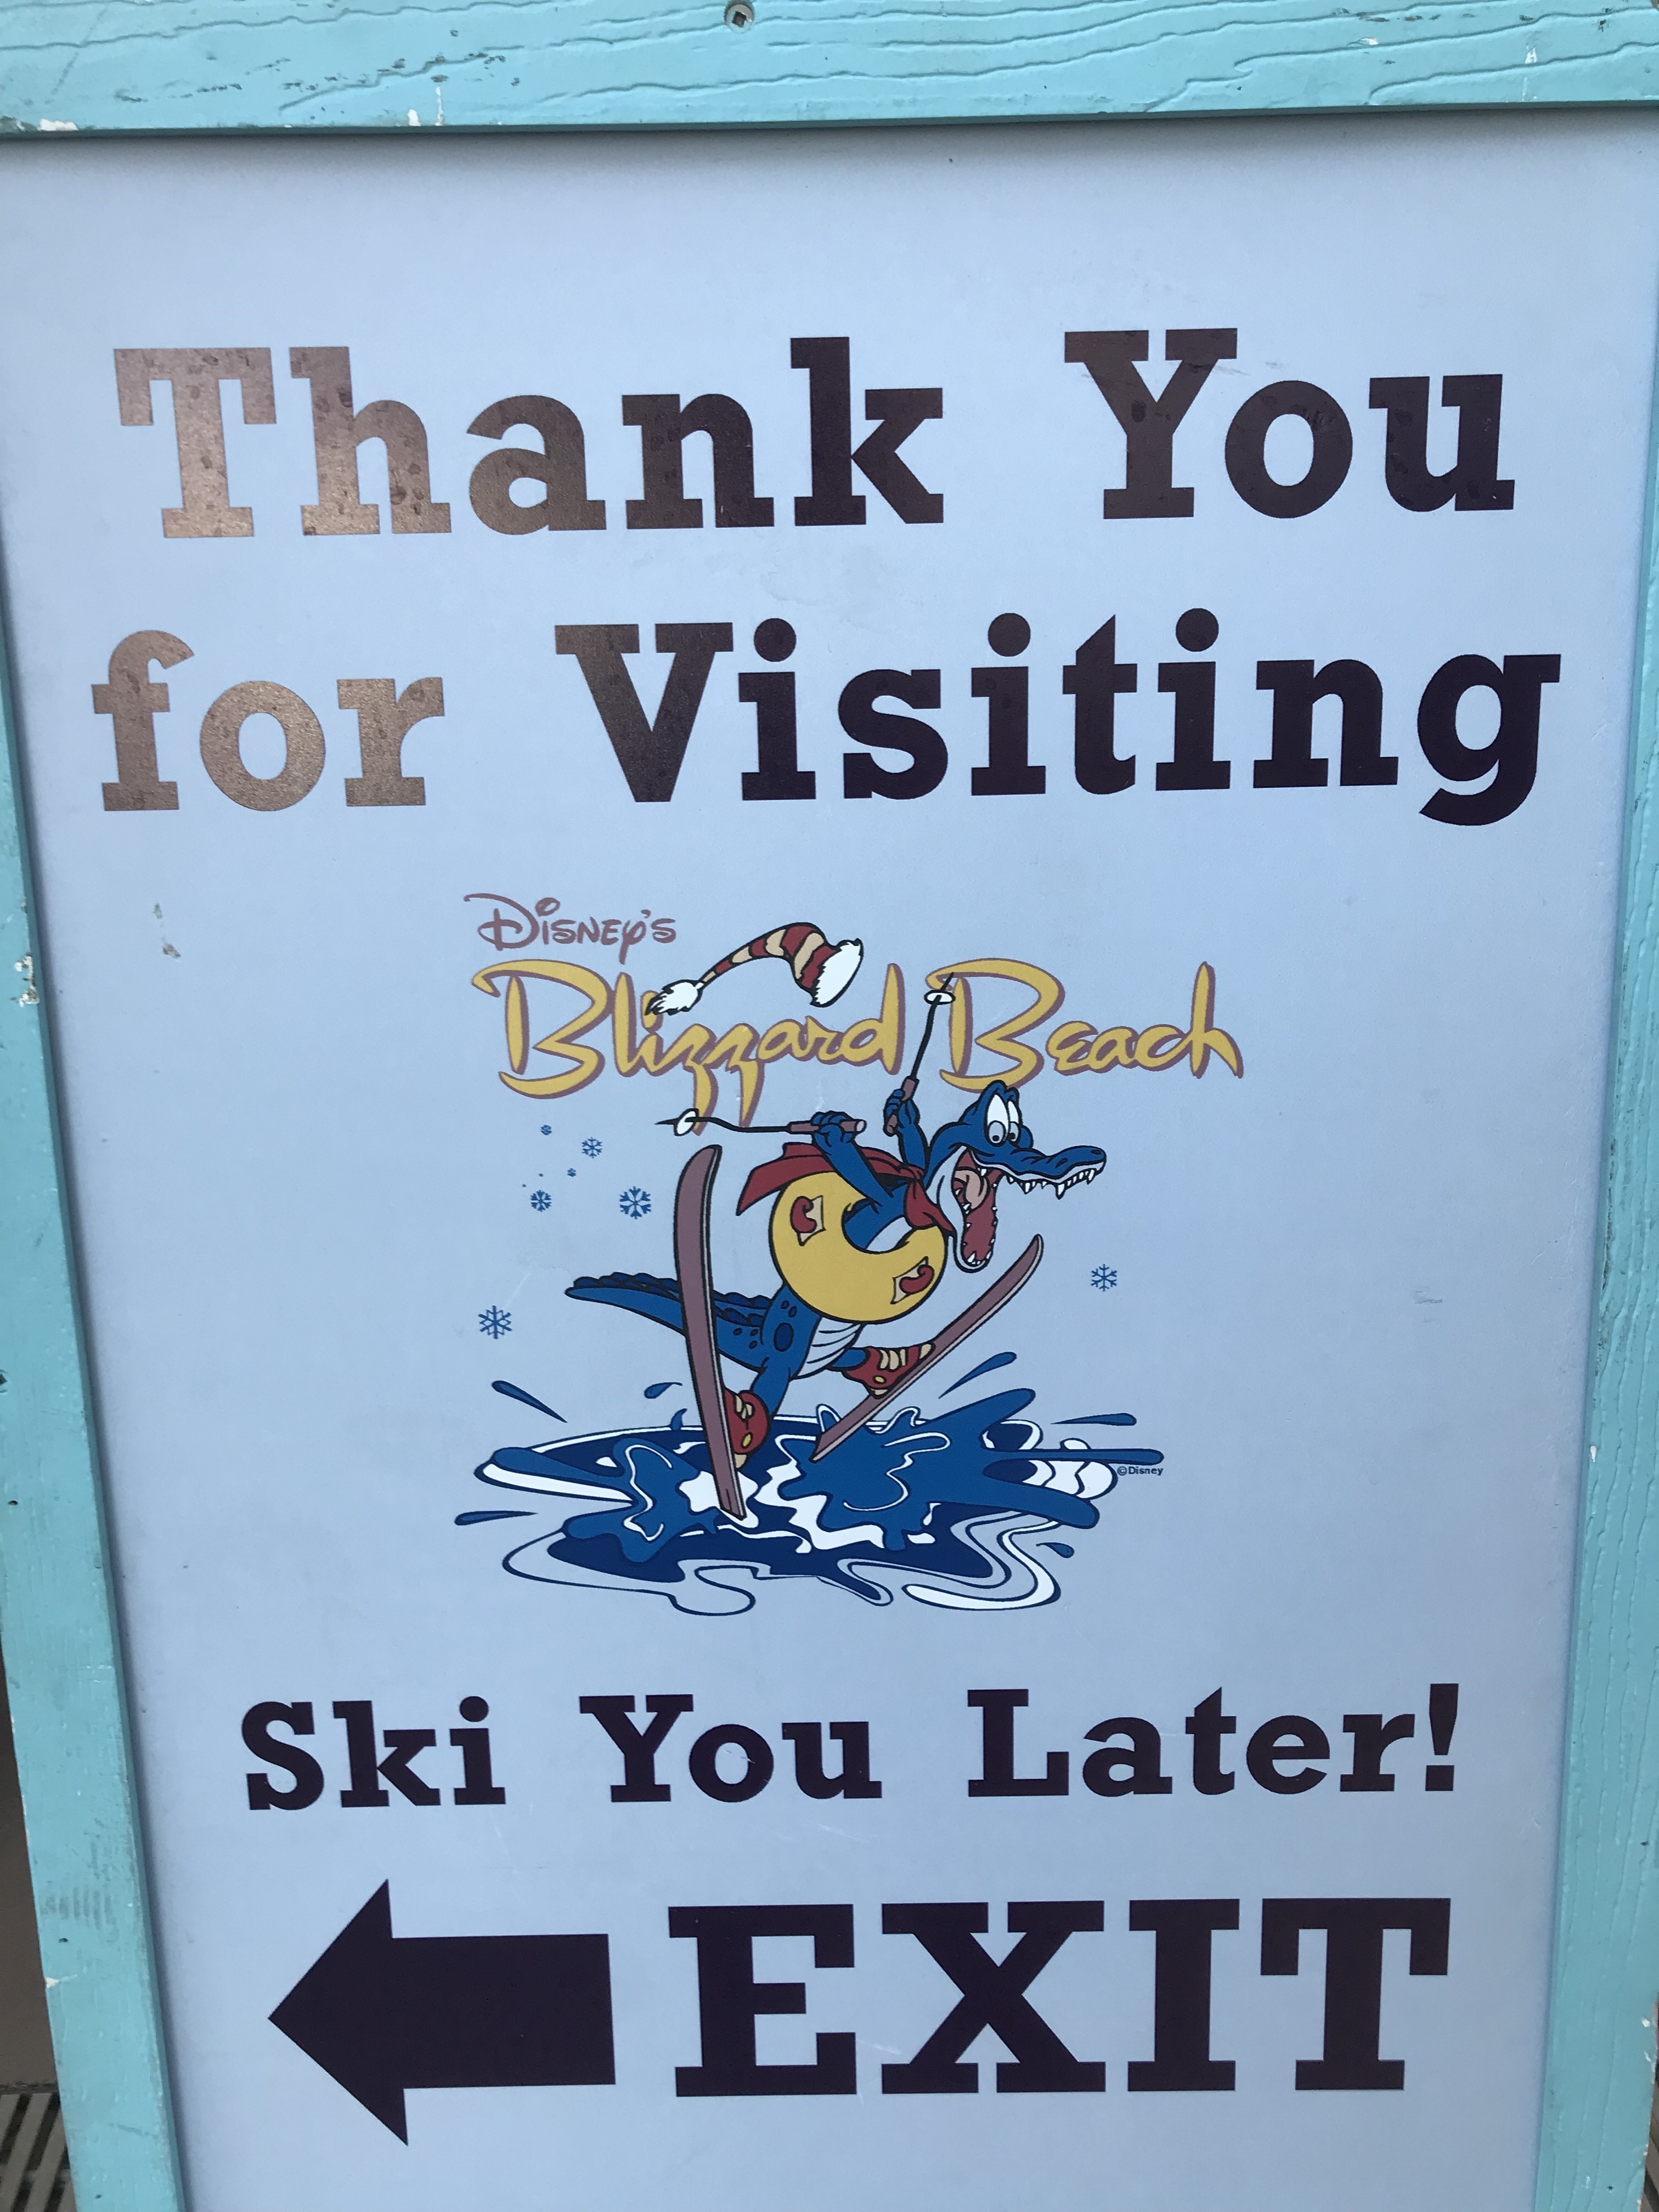 Thank You
for Visiting
Disney's
Blizzard Beach
©Disney
Ski You Later!
EXIT